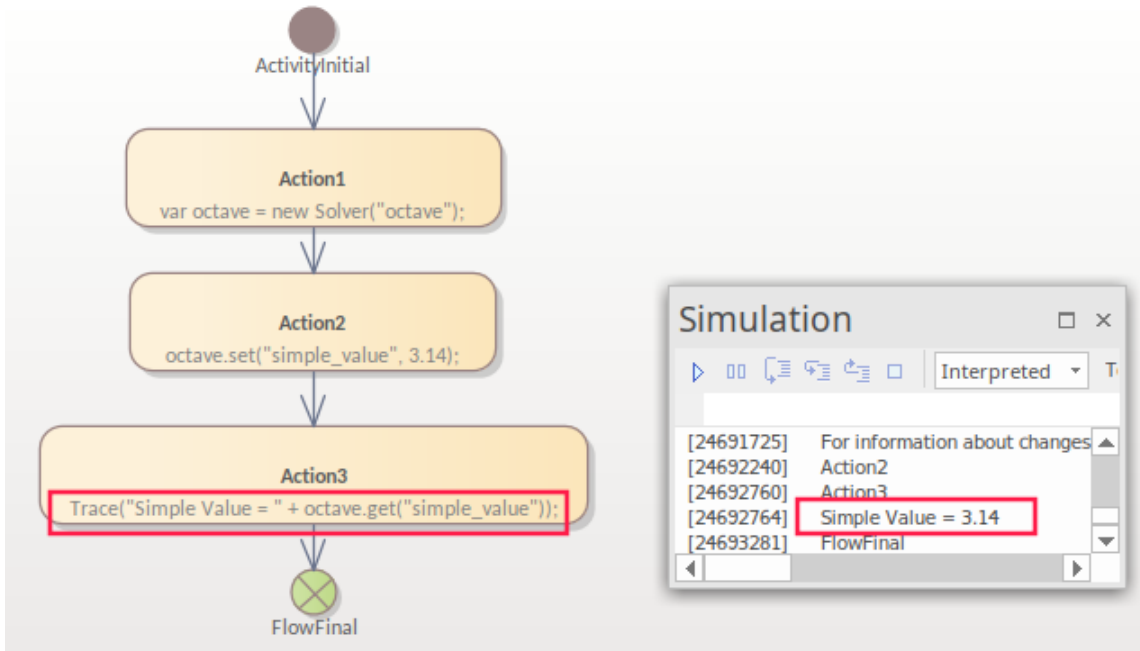 ActivityInitial
Action1
var octave = new Solver("octave");
Action2
octave.set("simple_value", 3.14);
Action3
Trace("Simple Value = " + octave.get("simple_value"));
FlowFinal
Simulation
Interpreted
[24691725] For information about changes
[24692240] Action2
[24692760] Action3
[24692764] Simple Value = 3.14
[24693281] FlowFinal